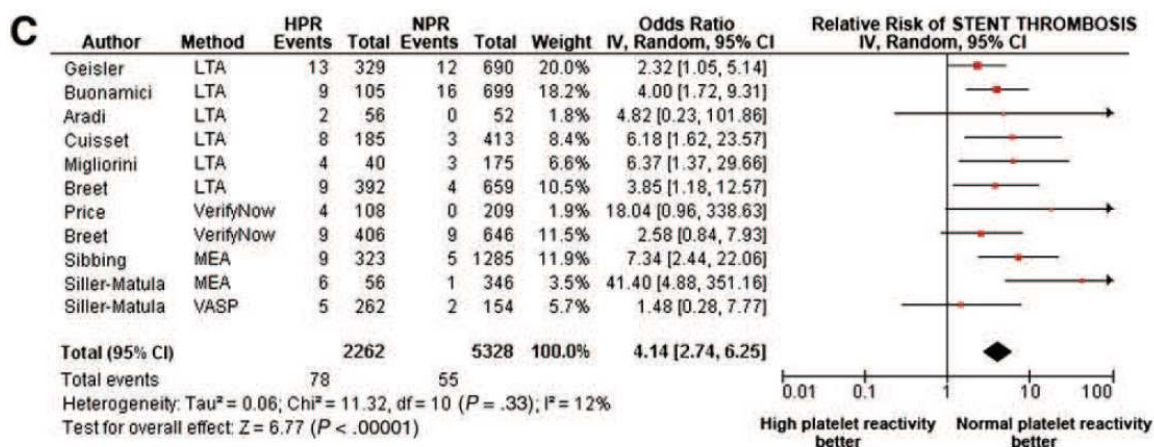 C
HPR NPR Odds Ratio Relative Risk of STENT THROMBOSIS
Author Method Events Total Events Total Weight IV, Random, 95% CI IV, Random, 95% CI
Geisler LTA 13 329 12 690 20.0% 2.32 [1.05, 5.14]
Buonamici LTA 9 105 16 699 18.2% 4.00 [1.72, 9.31]
Aradi LTA 2 56 0 52 1.8% 4.82 [0.23, 101.86]
Cuisset LTA 8 185 3 413 8.4% 6.18 [1.62, 23.57]
Migliorini LTA 4 40 3 175 6.6% 6.37 [1.37, 29.66]
Breet LTA 9 392 4 659 10.5% 3.85 [1.18, 12.57]
Price VerifyNow 4 108 0 209 1.9% 18.04 [0.96, 338.63]
Breet VerifyNow 9 406 9 646 11.5% 2.58 [0.84, 7.93]
Sibbing MEA 9 323 5 1285 11.9% 7.34 [2.44, 22.06]
Siller-Matula MEA 6 56 1 346 3.5% 41.40 [4.88, 351.16]
Siller-Matula VASP 5 262 2 154 5.7% 1.48 [0.28, 7.77]
Total (95% CI) 2262 5328 100.0% 4.14 [2.74, 6.25]
Total events 78 55
Heterogeneity: Tau² = 0.06; Chi² = 11.32, df = 10 (P = .33); I² = 12%
Test for overall effect: Z = 6.77 (P < .00001)
0.01 0.1 1 10 100
High platelet reactivity Normal platelet reactivity
better better